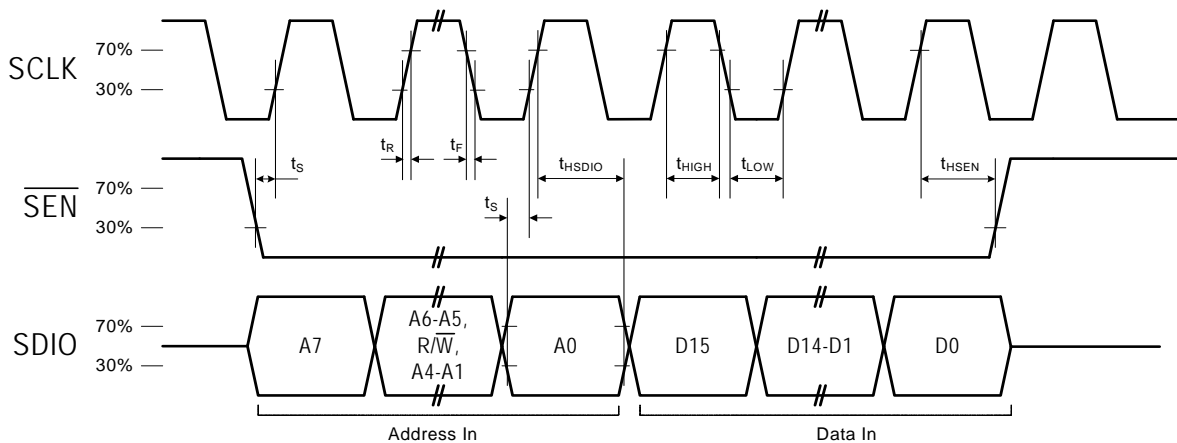 SCLK
70%
30%
tS
tR
tF
tHSDIO
tHIGH
tLOW
tHSEN
SEN
70%
30%
tS
SDIO
70%
30%
A7
A6-A5,
R/W,
A4-A1
A0
D15
D14-D1
D0
Address In
Data In